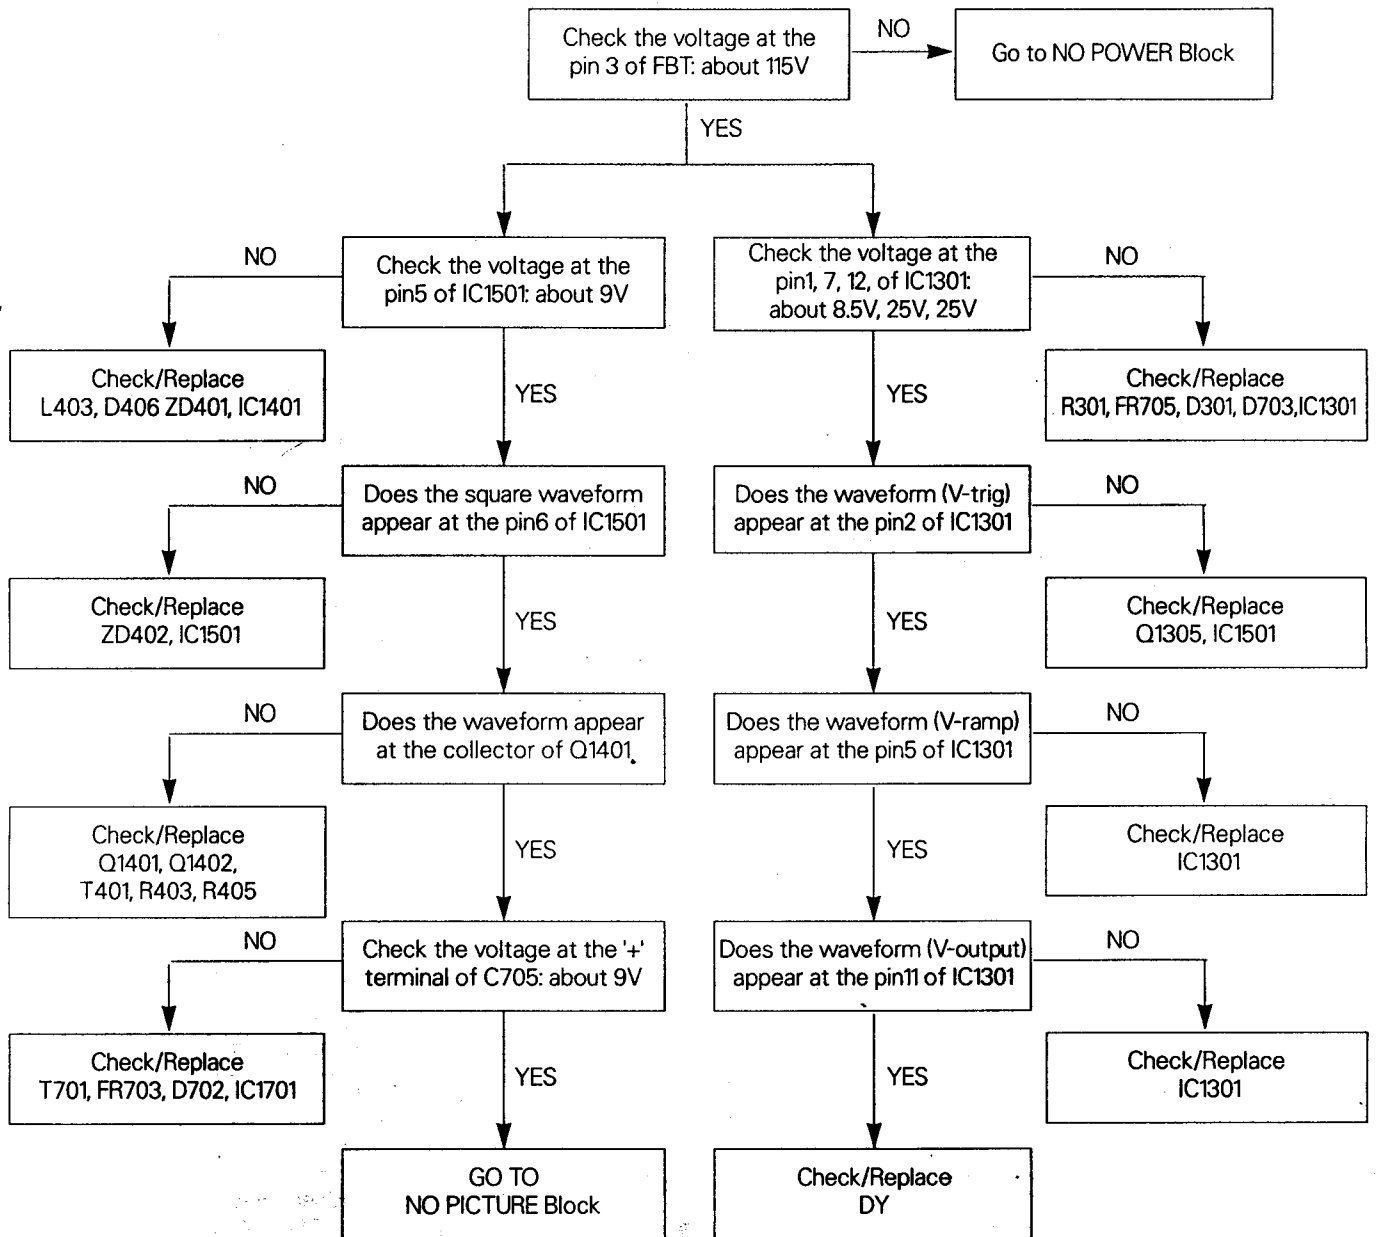 Check the voltage at the
pin 3 of FBT: about 115V
NO
Go to NO POWER Block
YES
NO
Check the voltage at the
pin5 of IC1501: about 9V
Check the voltage at the
pin1, 7, 12, of IC1301:
about 8.5V, 25V, 25V
NO
Check/Replace
L403, D406 ZD401, IC1401
YES
YES
Check/Replace
R301, FR705, D301, D703,IC1301
NO
Does the square waveform
appear at the pin6 of IC1501
Does the waveform (V-trig)
appear at the pin2 of IC1301
NO
Check/Replace
ZD402, IC1501
YES
YES
Check/Replace
Q1305, IC1501
NO
Does the waveform appear
at the collector of Q1401.
Does the waveform (V-ramp)
appear at the pin5 of IC1301
NO
Check/Replace
Q1401, Q1402,
T401, R403, R405
YES
YES
Check/Replace
IC1301
NO
Check the voltage at the '+'
terminal of C705: about 9V
Does the waveform (V-output)
appear at the pin11 of IC1301
NO
Check/Replace
T701, FR703, D702, IC1701
YES
YES
Check/Replace
IC1301
GO TO
NO PICTURE Block
Check/Replace
DY